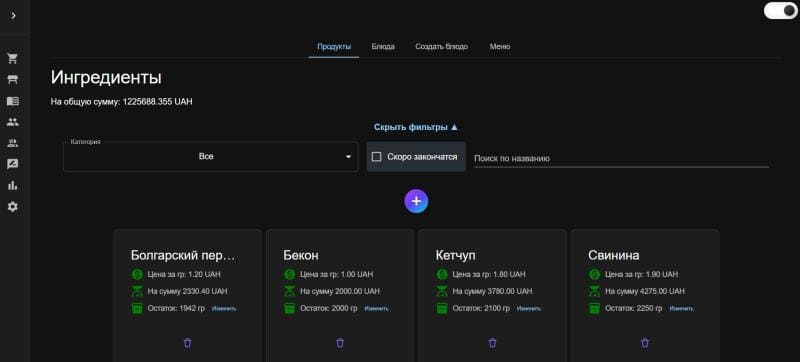 Продукты Блюда Создать блюдо Меню
Ингредиенты
На общую сумму: 1225688.355 UAH
Скрыть фильтры ▲
Категория
Все
Скоро закончатся
Поиск по названию
+
Болгарский пер...
Цена за гр: 1.20 UAH
На сумму 2330.40 UAH
Остаток: 1942 гр Изменить
Бекон
Цена за гр: 1.00 UAH
На сумму 2000.00 UAH
Остаток: 2000 гр Изменить
Кетчуп
Цена за гр: 1.80 UAH
На сумму 3780.00 UAH
Остаток: 2100 гр Изменить
Свинина
Цена за гр: 1.90 UAH
На сумму 4275.00 UAH
Остаток: 2250 гр Изменить